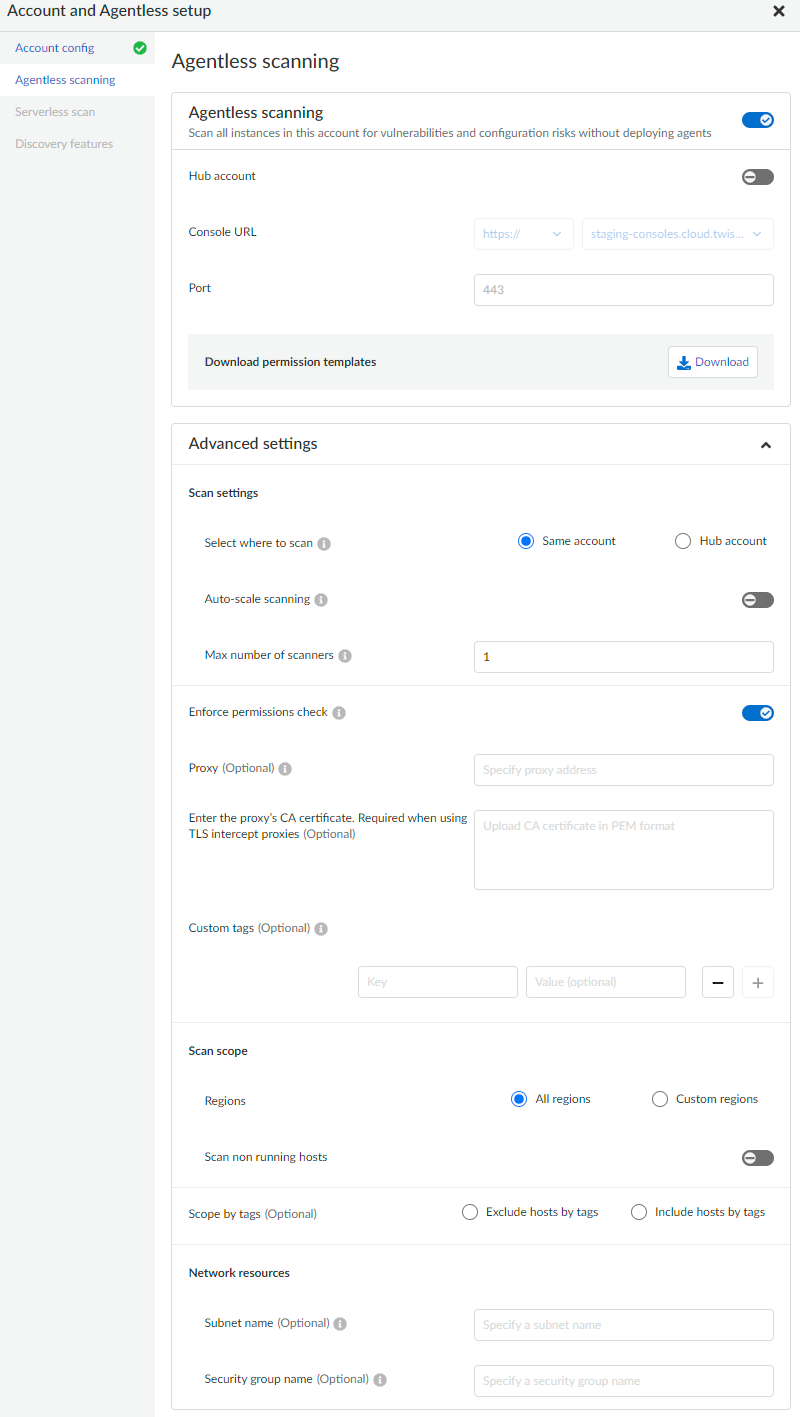 Account and Agentless setup
Account config
Agentless scanning
Serverless scan
Discovery features
Agentless scanning
Agentless scanning
Scan all instances in this account for vulnerabilities and configuration risks without deploying agents
Hub account
Console URL
https://
staging-consoles.cloud.twis...
Port
443
Download permission templates
Download
Advanced settings
Scan settings
Select where to scan
Same account
Hub account
Auto-scale scanning
Max number of scanners
1
Enforce permissions check
Proxy (Optional)
Specify proxy address
Enter the proxy's CA certificate. Required when using
TLS intercept proxies (Optional)
Upload CA certificate in PEM format
Custom tags (Optional)
Key
Value (optional)
Scan scope
Regions
All regions
Custom regions
Scan non running hosts
Scope by tags (Optional)
Exclude hosts by tags
Include hosts by tags
Network resources
Subnet name (Optional)
Specify a subnet name
Security group name (Optional)
Specify a security group name